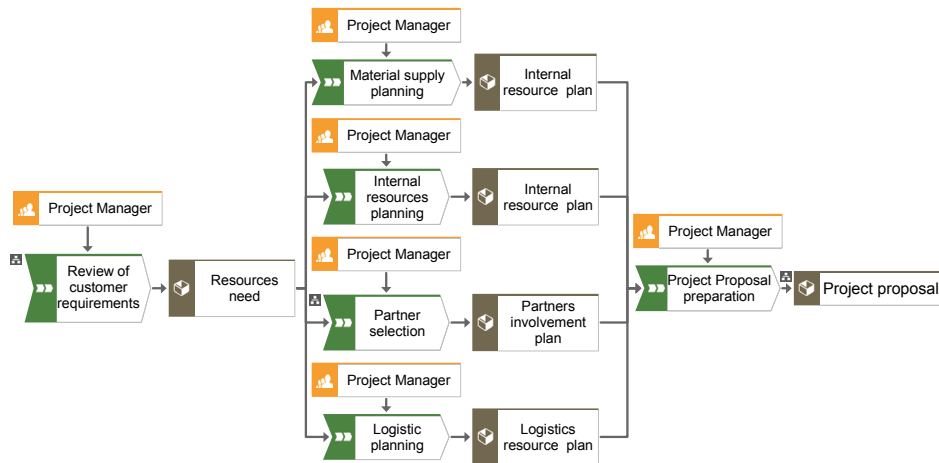 Project Manager
Material supply
planning
Internal
resource plan
Project Manager
Internal
resources
planning
Internal
resource plan
Project Manager
Review of
customer
requirements
Resources
need
Project Manager
Partner
selection
Partners
involvement
plan
Project Manager
Logistic
planning
Logistics
resource plan
Project Manager
Project Proposal
preparation
Project proposal